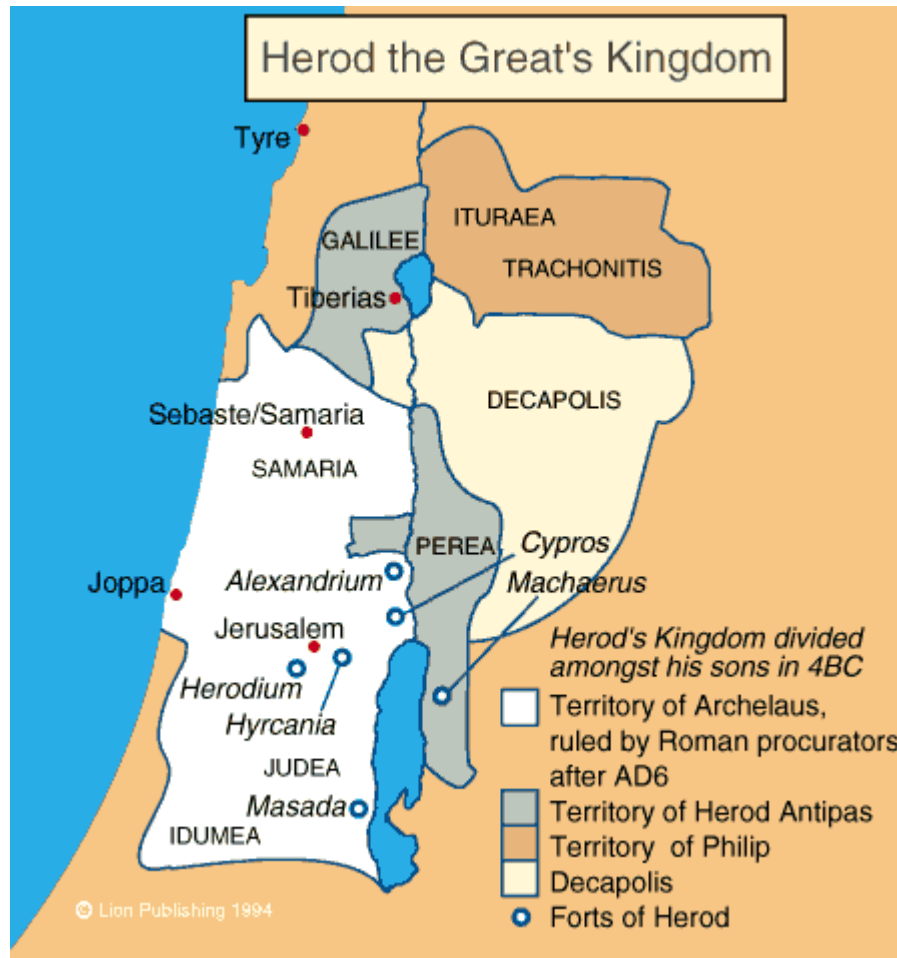 Herod the Great's Kingdom
Tyre
ITURAEA
GALILEE
TRACHONITIS
Tiberias
DECAPOLIS
Sebaste/Samaria
SAMARIA
Cypros
PEREA
Machaerus
Alexandrium
Joppa
Jerusalem
Herodium
Hyrcania
JUDEA
Masada
IDUMEA
Herod's Kingdom divided
amongst his sons in 4BC
Territory of Archelaus,
ruled by Roman procurators
after AD6
Territory of Herod Antipas
Territory of Philip
Decapolis
Forts of Herod
© Lion Publishing 1994